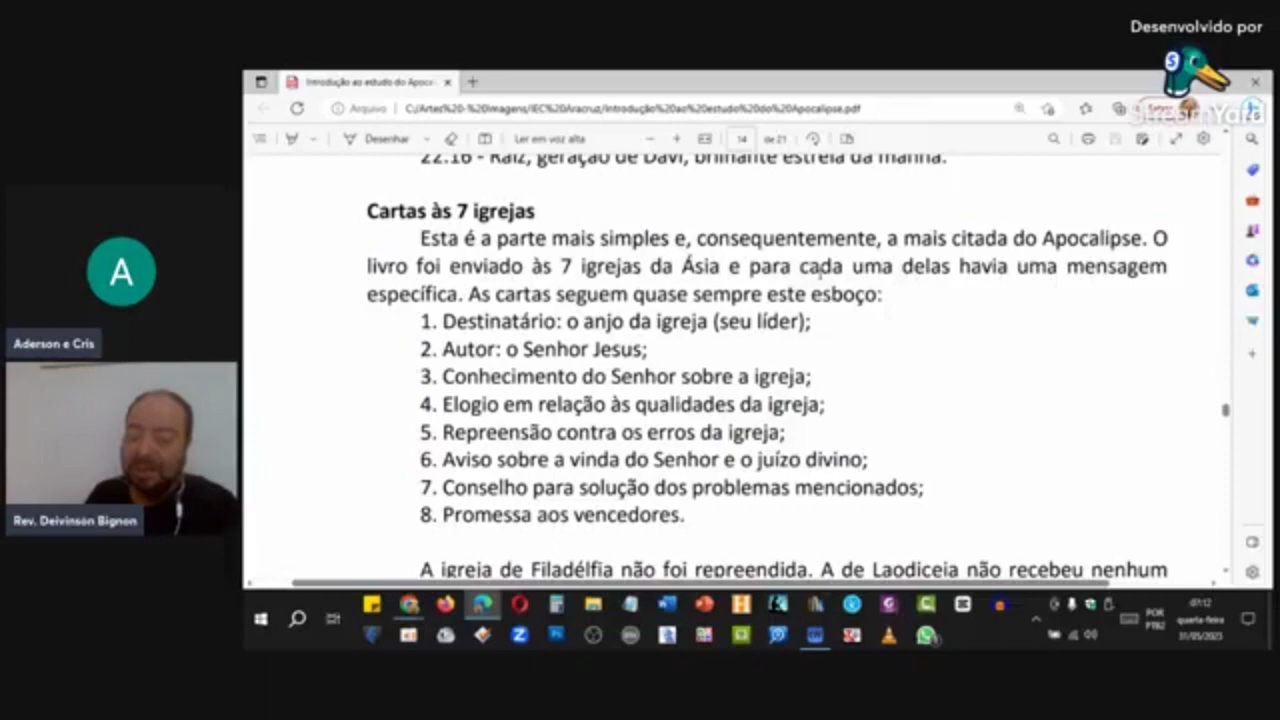 Desenvolvido por
StreamYard
Introdução ao estudo do Apoca
Arquivo
C:/Artes%20-%20Imagens/IEC%20Aracruz/Introdução%20ao%20estudo%20do%20Apocalipse.pdf
Desenhar
Ler em voz alta
14
de 21
22.16 - Raiz, geração de Davi, brilhante estrela da manhã.
Cartas às 7 igrejas
Esta é a parte mais simples e, consequentemente, a mais citada do Apocalipse. O
livro foi enviado às 7 igrejas da Ásia e para cada uma delas havia uma mensagem
específica. As cartas seguem quase sempre este esboço:
1. Destinatário: o anjo da igreja (seu líder);
2. Autor: o Senhor Jesus;
3. Conhecimento do Senhor sobre a igreja;
4. Elogio em relação às qualidades da igreja;
5. Repreensão contra os erros da igreja;
6. Aviso sobre a vinda do Senhor e o juízo divino;
7. Conselho para solução dos problemas mencionados;
8. Promessa aos vencedores.
A igreja de Filadélfia não foi repreendida. A de Laodiceia não recebeu nenhum
A
Aderson e Cris
Rev. Deivinson Bignon
POR
PTB2
07:12
quarta-feira
31/05/2023